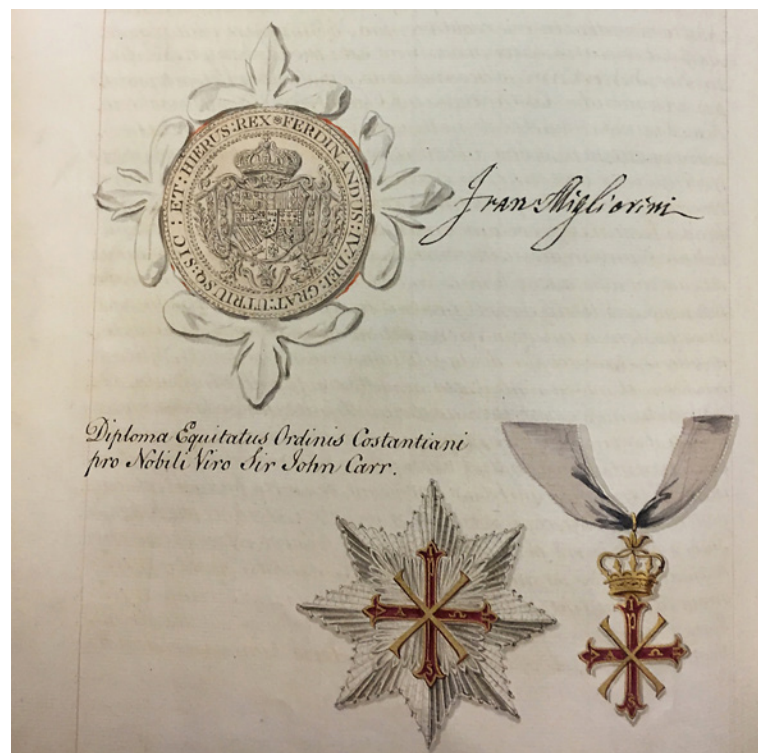 FERDINANDUS:IV:DEI:GRAT:UTRIUSQ:SIC:ET:HIERUS:REX
Fran Migliorini
Diploma Equitatus Ordinis Costantiani
pro Nobili Viro Sir John Carr.
I
A Ω
S
I
A Ω
S